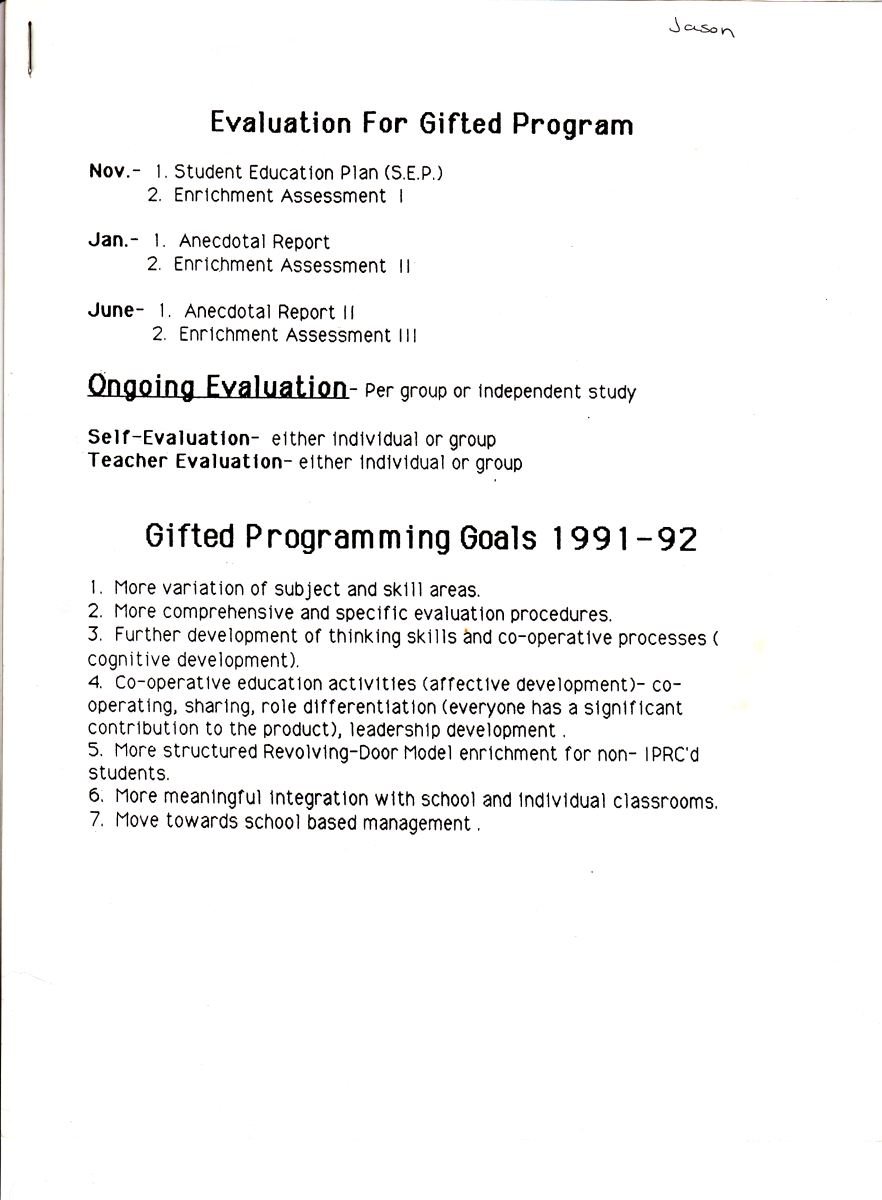 Jason
Evaluation For Gifted Program
Nov.- 1. Student Education Plan (S.E.P.)
2. Enrichment Assessment I
Jan.- 1. Anecdotal Report
2. Enrichment Assessment II
June- 1. Anecdotal Report II
2. Enrichment Assessment III
Ongoing Evaluation- Per group or independent study
Self-Evaluation- either individual or group
Teacher Evaluation- either individual or group
Gifted Programming Goals 1991-92
1. More variation of subject and skill areas.
2. More comprehensive and specific evaluation procedures.
3. Further development of thinking skills and co-operative processes (
cognitive development).
4. Co-operative education activities (affective development)- co-
operating, sharing, role differentiation (everyone has a significant
contribution to the product), leadership development .
5. More structured Revolving-Door Model enrichment for non- IPRC'd
students.
6. More meaningful integration with school and individual classrooms.
7. Move towards school based management .